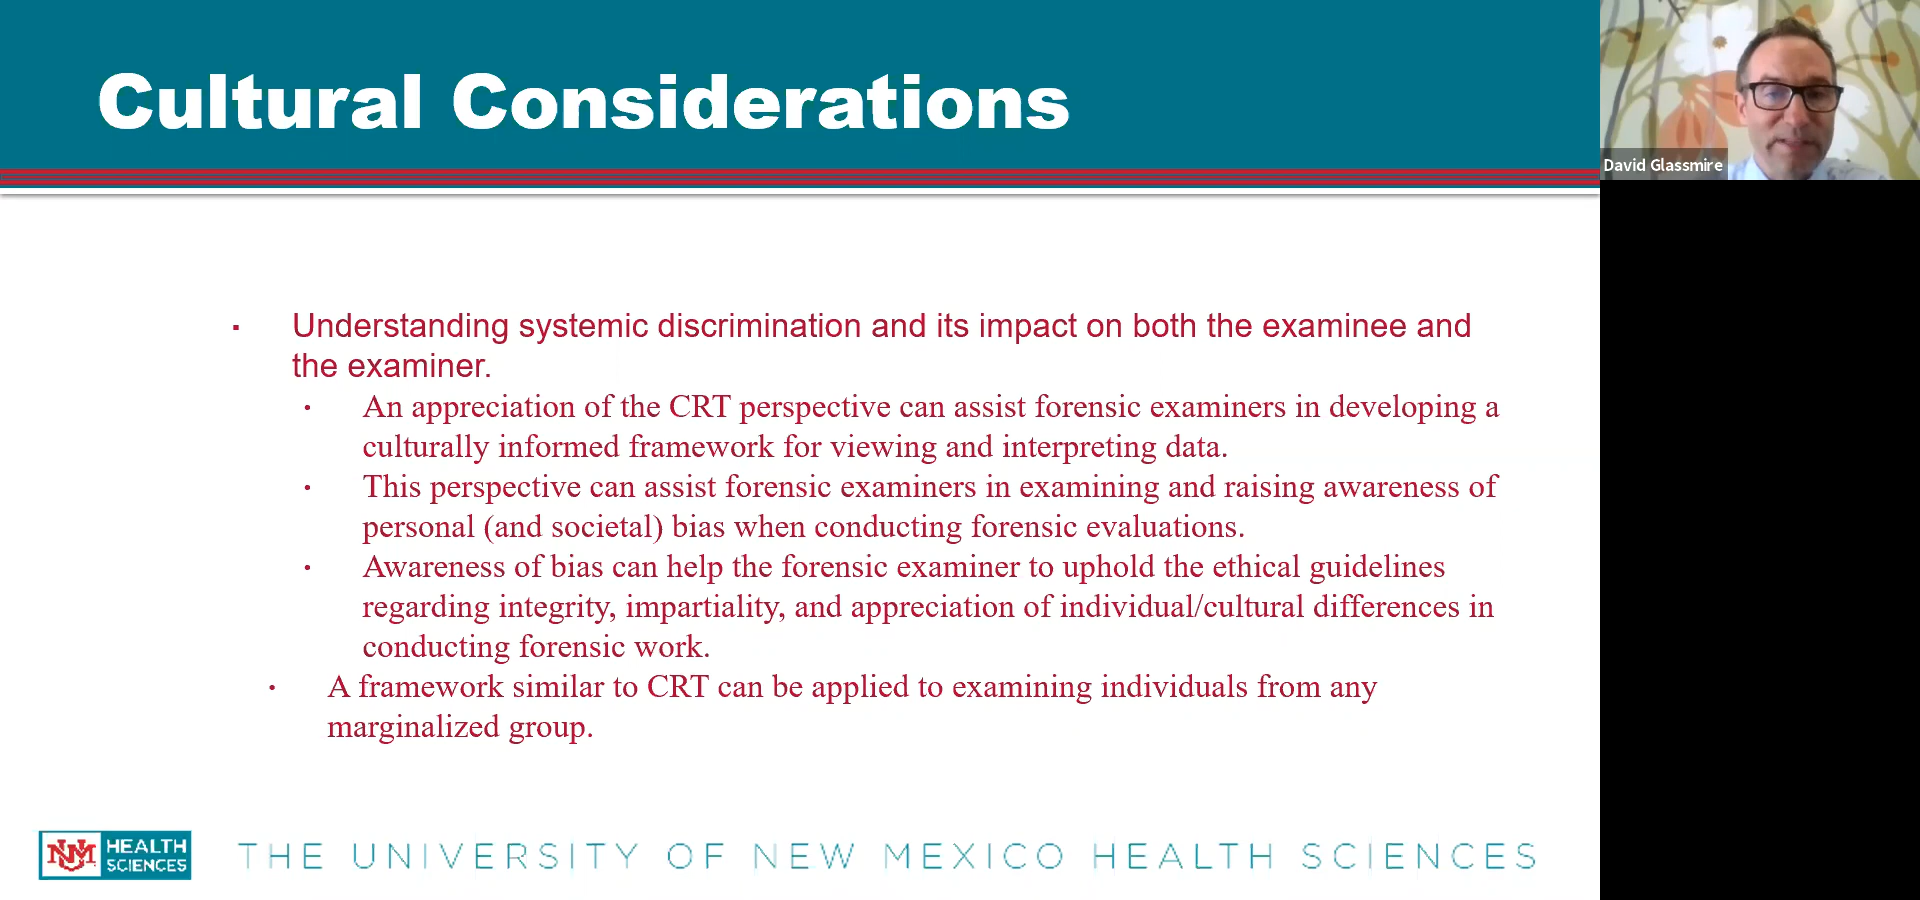 Cultural Considerations
David Glassmire
▪ Understanding systemic discrimination and its impact on both the examinee and
the examiner.
• An appreciation of the CRT perspective can assist forensic examiners in developing a
culturally informed framework for viewing and interpreting data.
• This perspective can assist forensic examiners in examining and raising awareness of
personal (and societal) bias when conducting forensic evaluations.
• Awareness of bias can help the forensic examiner to uphold the ethical guidelines
regarding integrity, impartiality, and appreciation of individual/cultural differences in
conducting forensic work.
• A framework similar to CRT can be applied to examining individuals from any
marginalized group.
UNM HEALTH
SCIENCES
THE UNIVERSITY OF NEW MEXICO HEALTH SCIENCES